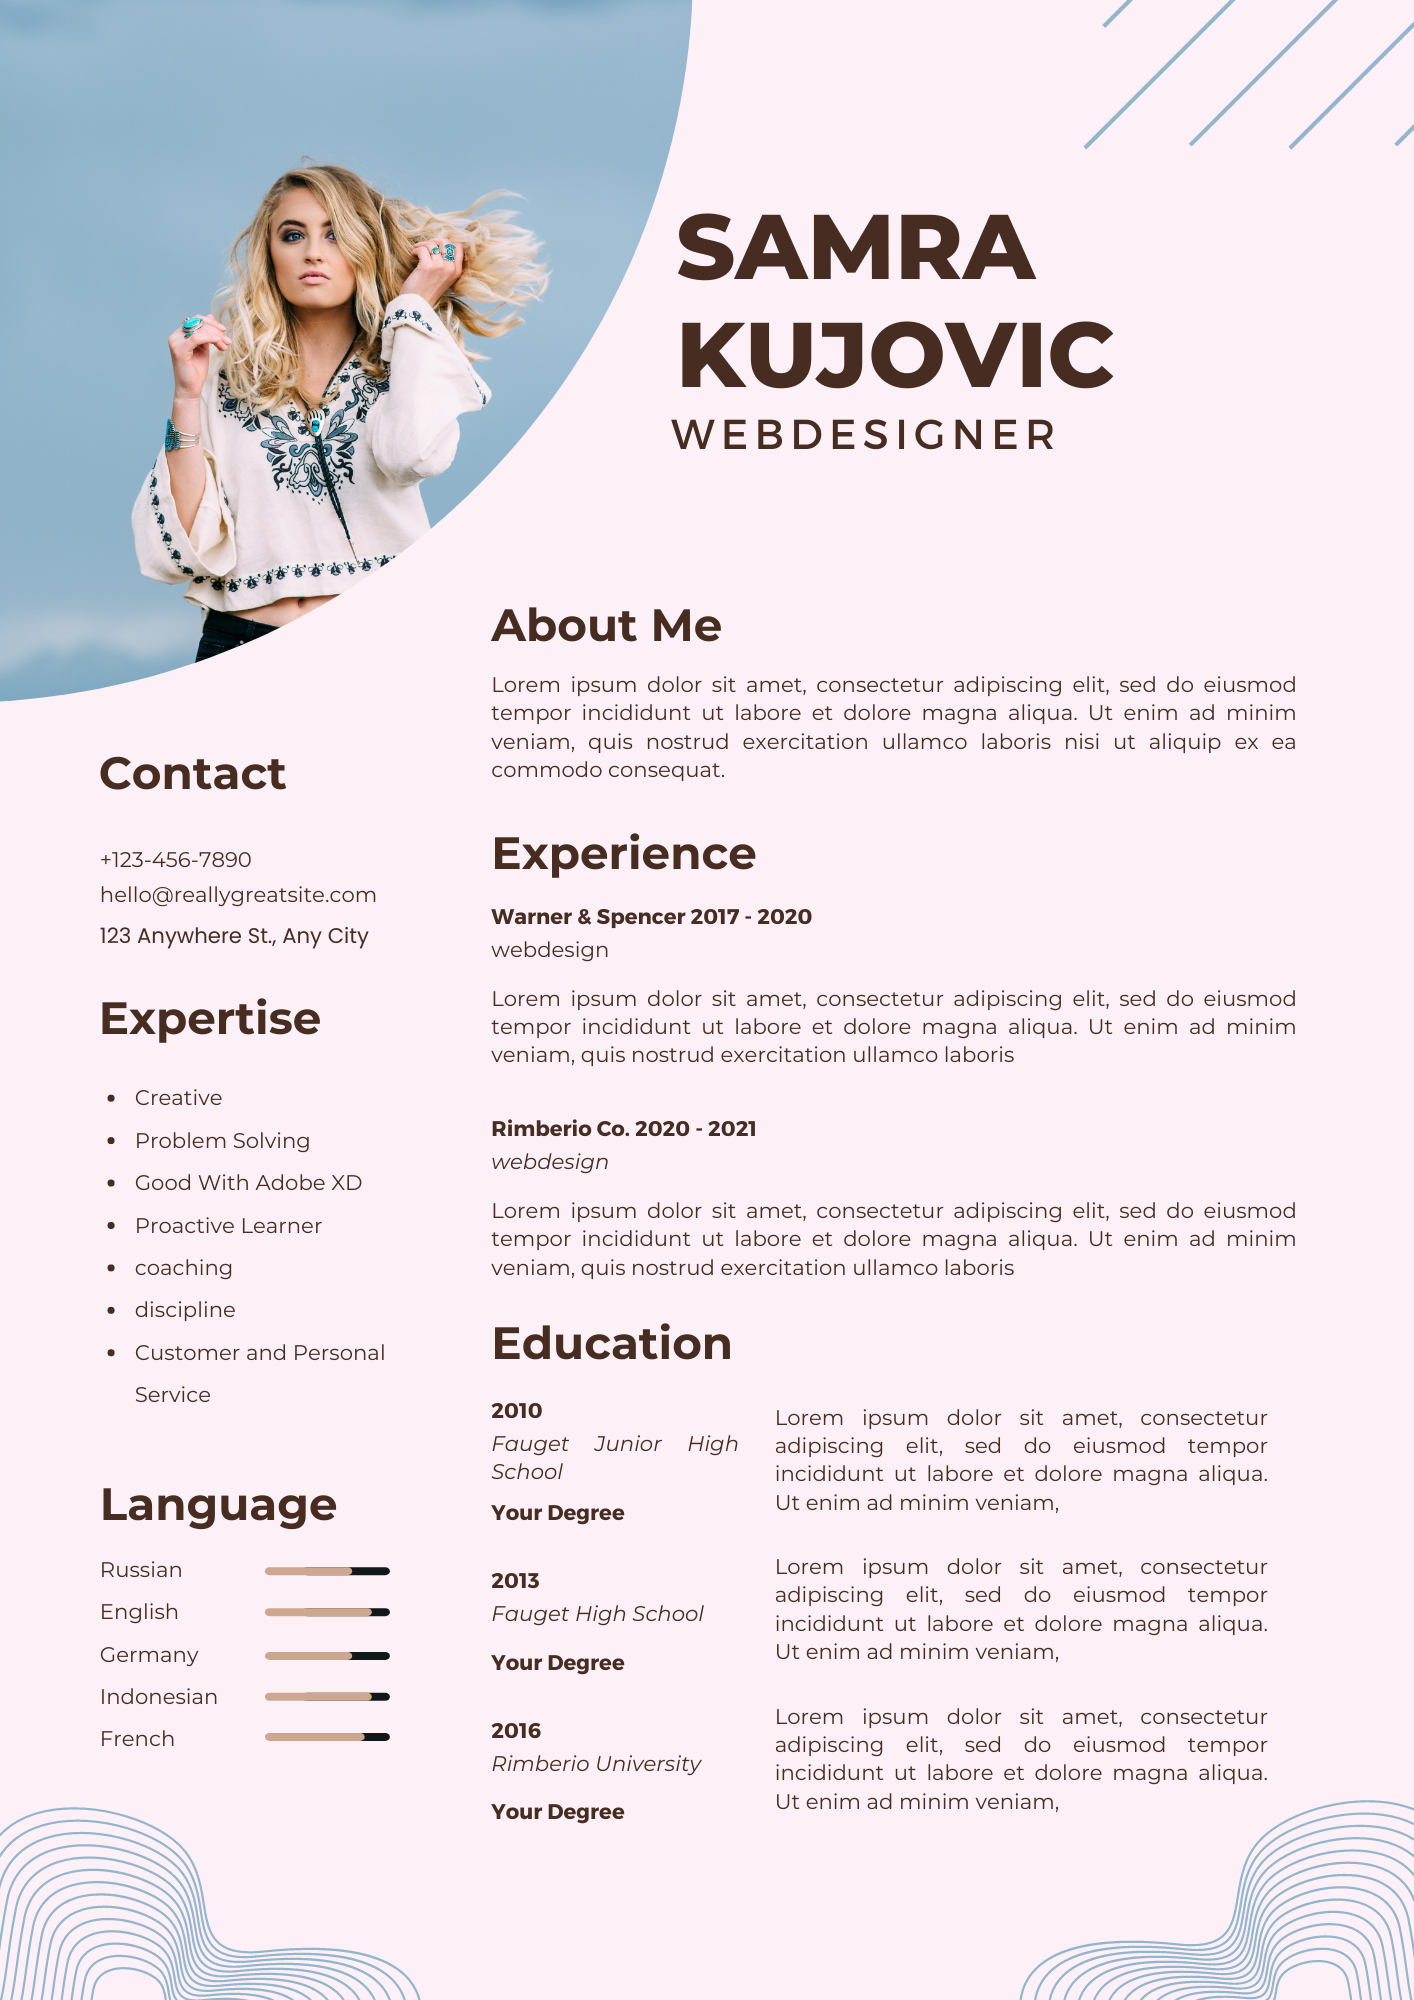 SAMRA
KUJOVIC
WEBDESIGNER
About Me
Lorem ipsum dolor sit amet, consectetur adipiscing elit, sed do eiusmod
tempor incididunt ut labore et dolore magna aliqua. Ut enim ad minim
veniam, quis nostrud exercitation ullamco laboris nisi ut aliquip ex ea
commodo consequat.
Contact
+123-456-7890
hello@reallygreatsite.com
123 Anywhere St., Any City
Expertise
• Creative
• Problem Solving
• Good With Adobe XD
• Proactive Learner
• coaching
• discipline
• Customer and Personal
Service
Language
Russian
English
Germany
Indonesian
French
Experience
Warner & Spencer 2017 - 2020
webdesign
Lorem ipsum dolor sit amet, consectetur adipiscing elit, sed do eiusmod
tempor incididunt ut labore et dolore magna aliqua. Ut enim ad minim
veniam, quis nostrud exercitation ullamco laboris
Rimberio Co. 2020 - 2021
webdesign
Lorem ipsum dolor sit amet, consectetur adipiscing elit, sed do eiusmod
tempor incididunt ut labore et dolore magna aliqua. Ut enim ad minim
veniam, quis nostrud exercitation ullamco laboris
Education
2010
Fauget Junior High
School
Your Degree
Lorem ipsum dolor sit amet, consectetur
adipiscing elit, sed do eiusmod tempor
incididunt ut labore et dolore magna aliqua.
Ut enim ad minim veniam,
2013
Fauget High School
Your Degree
Lorem ipsum dolor sit amet, consectetur
adipiscing elit, sed do eiusmod tempor
incididunt ut labore et dolore magna aliqua.
Ut enim ad minim veniam,
2016
Rimberio University
Your Degree
Lorem ipsum dolor sit amet, consectetur
adipiscing elit, sed do eiusmod tempor
incididunt ut labore et dolore magna aliqua.
Ut enim ad minim veniam,